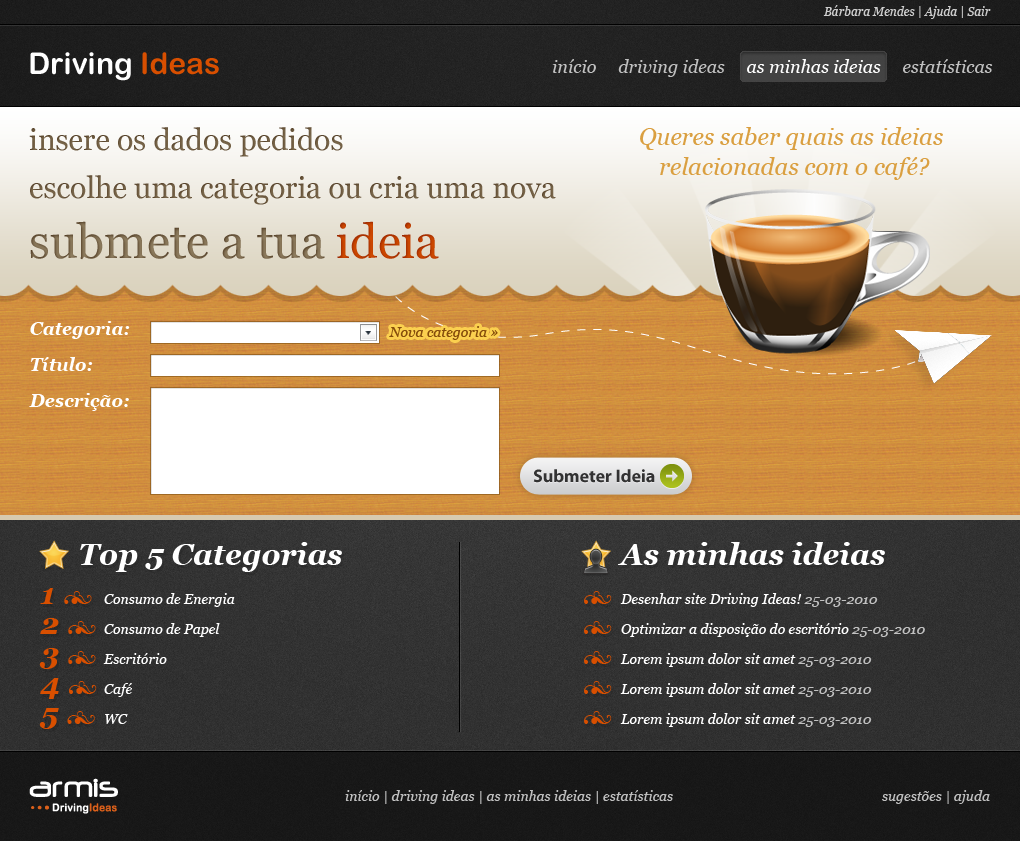 Bárbara Mendes | Ajuda | Sair
Driving Ideas
início driving ideas as minhas ideias estatísticas
insere os dados pedidos
escolhe uma categoria ou cria uma nova
submete a tua ideia
Queres saber quais as ideias
relacionadas com o café?
Categoria:
Nova categoria »
Título:
Descrição:
Submeter Ideia
Top 5 Categorias
1 Consumo de Energia
2 Consumo de Papel
3 Escritório
4 Café
5 WC
As minhas ideias
Desenhar site Driving Ideas! 25-03-2010
Optimizar a disposição do escritório 25-03-2010
Lorem ipsum dolor sit amet 25-03-2010
Lorem ipsum dolor sit amet 25-03-2010
Lorem ipsum dolor sit amet 25-03-2010
armis
DrivingIdeas
início | driving ideas | as minhas ideias | estatísticas
sugestões | ajuda